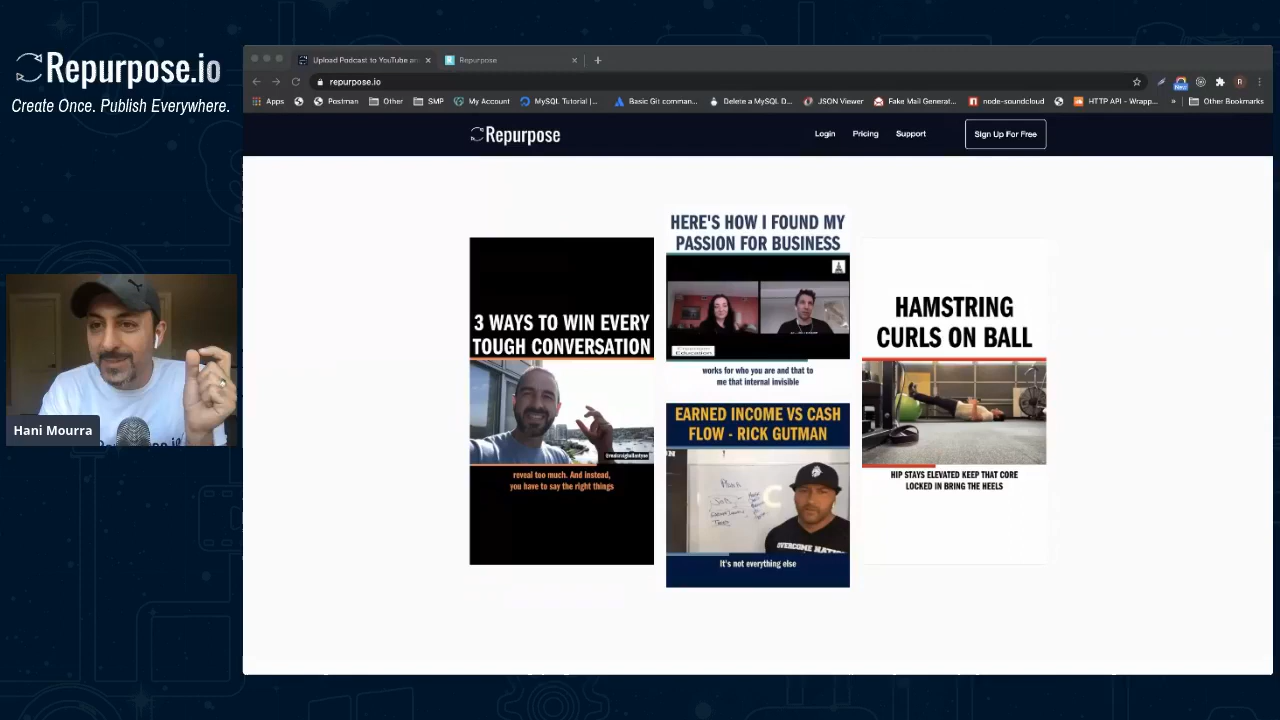 Repurpose.io
Create Once. Publish Everywhere.
Hani Mourra
Upload Podcast to YouTube an
Repurpose
repurpose.io
Apps
Postman
Other
SMP
My Account
MySQL Tutorial |...
Basic Git comman...
Delete a MySQL D...
JSON Viewer
Fake Mail Generat...
node-soundcloud
HTTP API - Wrapp...
»
Other Bookmarks
New
n
Repurpose
Login
Pricing
Support
Sign Up For Free
3 WAYS TO WIN EVERY
TOUGH CONVERSATION
reveal too much. And instead,
you have to say the right things
HERE'S HOW I FOUND MY
PASSION FOR BUSINESS
Education
works for who you are and that to
me that internal invisible
EARNED INCOME VS CASH
FLOW - RICK GUTMAN
OVERCOME
It's not everything else
HAMSTRING
CURLS ON BALL
HIP STAYS ELEVATED KEEP THAT CORE
LOCKED IN BRING THE HEELS